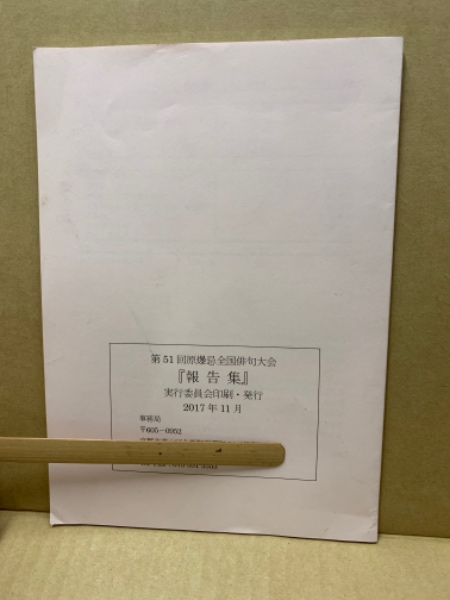 第51回原爆忌全国俳句大会
『報告集』
実行委員会印刷・発行
2017年11月
事務局
〒605-0952